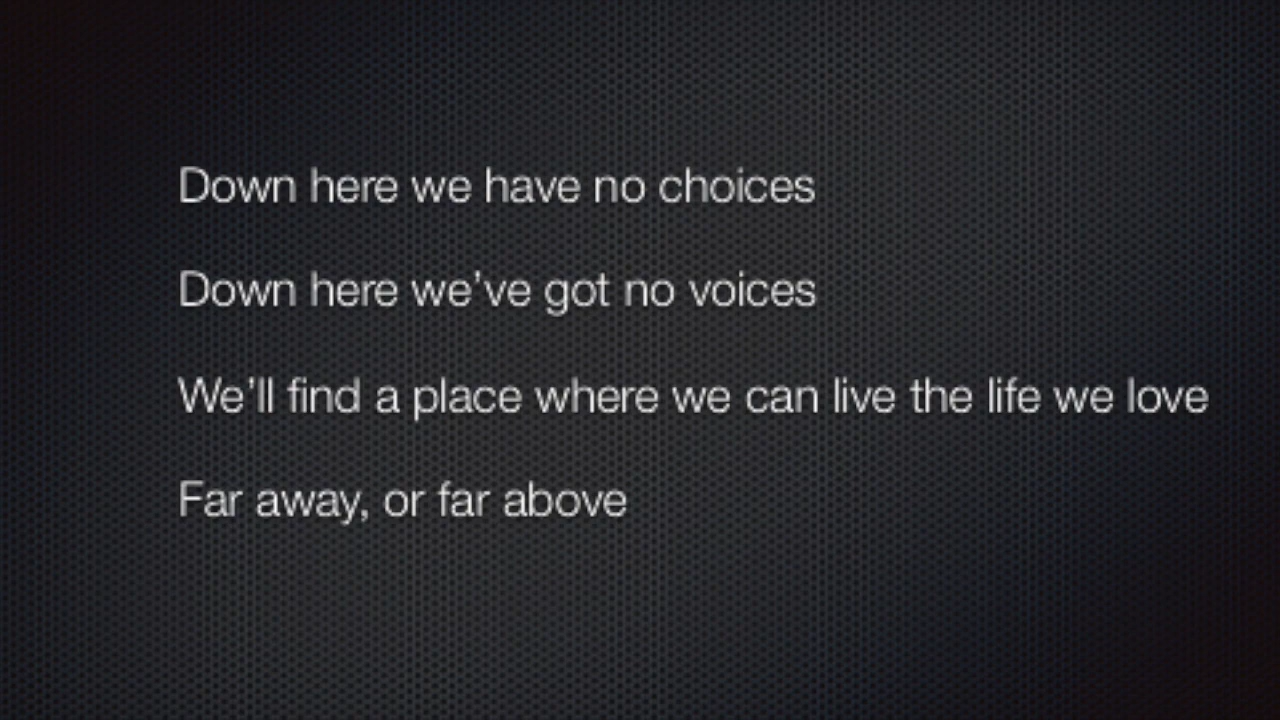 Down here we have no choices
Down here we've got no voices
We'll find a place where we can live the life we love
Far away, or far above